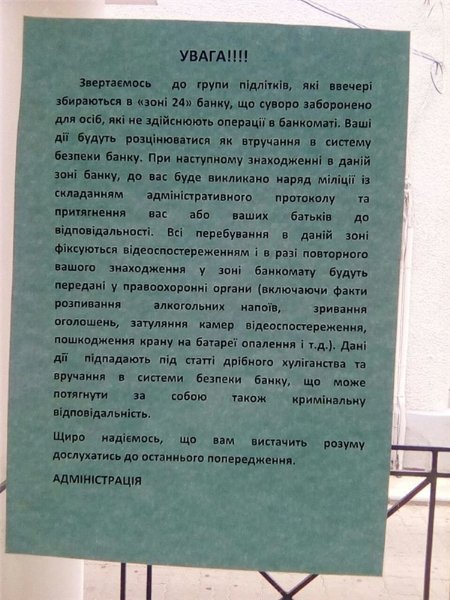 УВАГА!!!!
Звертаємось до групи підлітків, які ввечері
збираються в «зоні 24» банку, що суворо заборонено
для осіб, які не здійснюють операції в банкоматі. Ваші
дії будуть розцінюватися як втручання в систему
безпеки банку. При наступному знаходженні в даній
зоні банку, до вас буде викликано наряд міліції із
складанням адміністративного протоколу та
притягнення вас або ваших батьків до
відповідальності. Всі перебування в даній зоні
фіксуються відеоспостереженням і в разі повторного
вашого знаходження у зоні банкомату будуть
передані у правоохоронні органи (включаючи факти
розпивання алкогольних напоїв, зривання
оголошень, затуляння камер відеоспостереження,
пошкодження крану на батареї опалення і т.д.). Дані
дії підпадають під статті дрібного хуліганства та
вручання в системи безпеки банку, що може
потягнути за собою також кримінальну
відповідальність.
Щиро надіємось, що вам вистачить розуму
дослухатись до останнього попередження.
АДМІНІСТРАЦІЯ